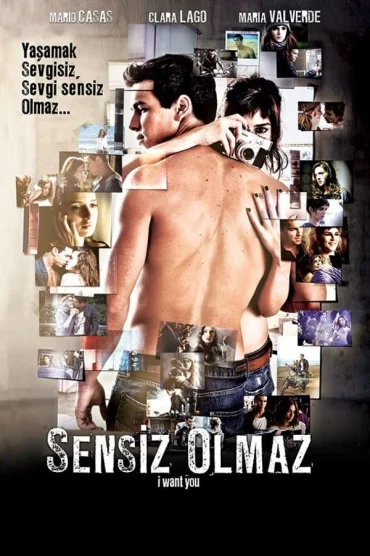 MARIO CASAS CLARA LAGO MARIA VALVERDE
Yaşamak
Sevgisiz,
Sevgi sensiz
Olmaz...
SENSİZ OLMAZ
i want you